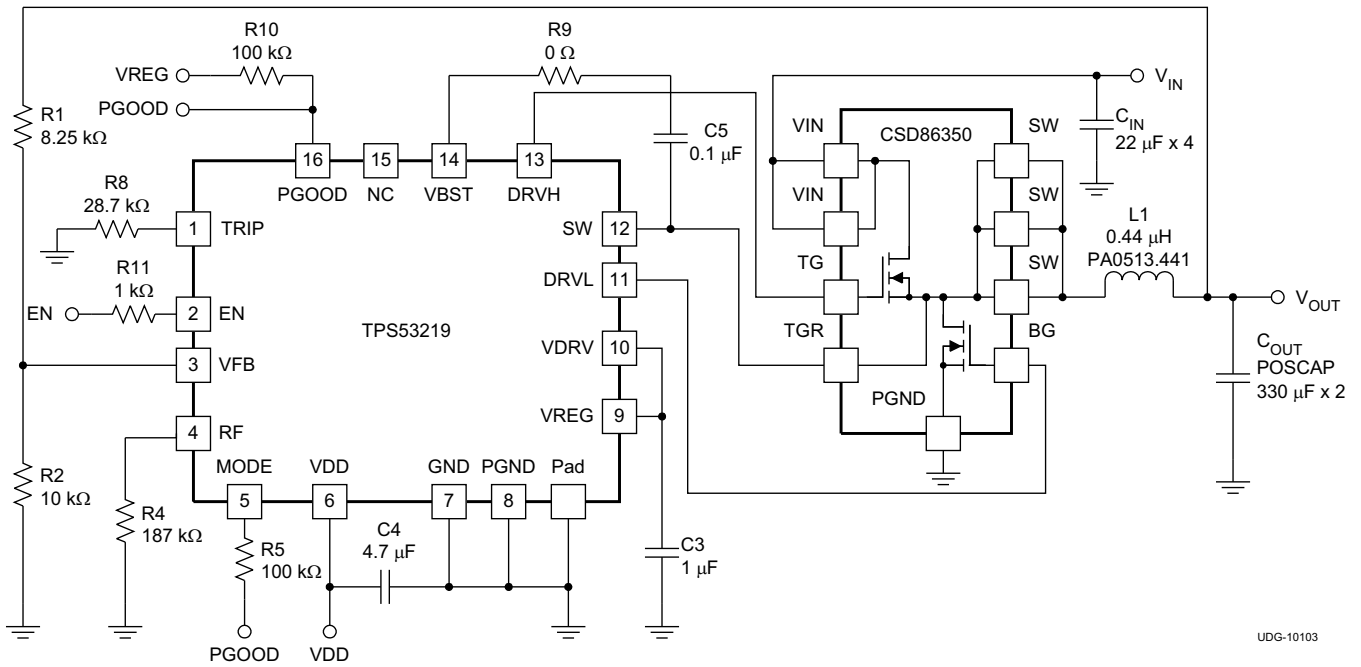 R10
100 kΩ
R9
0 Ω
VREG
V_IN
PGOOD
R1
8.25 kΩ
C5
0.1 µF
VIN
CSD86350
SW
C_IN
22 µF x 4
16
15
14
13
PGOOD
NC
VBST
DRVH
R8
28.7 kΩ
VIN
SW
1
TRIP
SW
12
L1
0.44 µH
PA0513.441
TG
SW
R11
1 kΩ
DRVL
11
EN
2
EN
V_OUT
TPS53219
TGR
BG
VDRV
10
3
VFB
C_OUT
POSCAP
330 µF x 2
PGND
VREG
9
4
RF
R2
10 kΩ
MODE
VDD
GND
PGND
Pad
5
6
7
8
R4
187 kΩ
C4
4.7 µF
R5
100 kΩ
C3
1 µF
PGOOD
VDD
UDG-10103